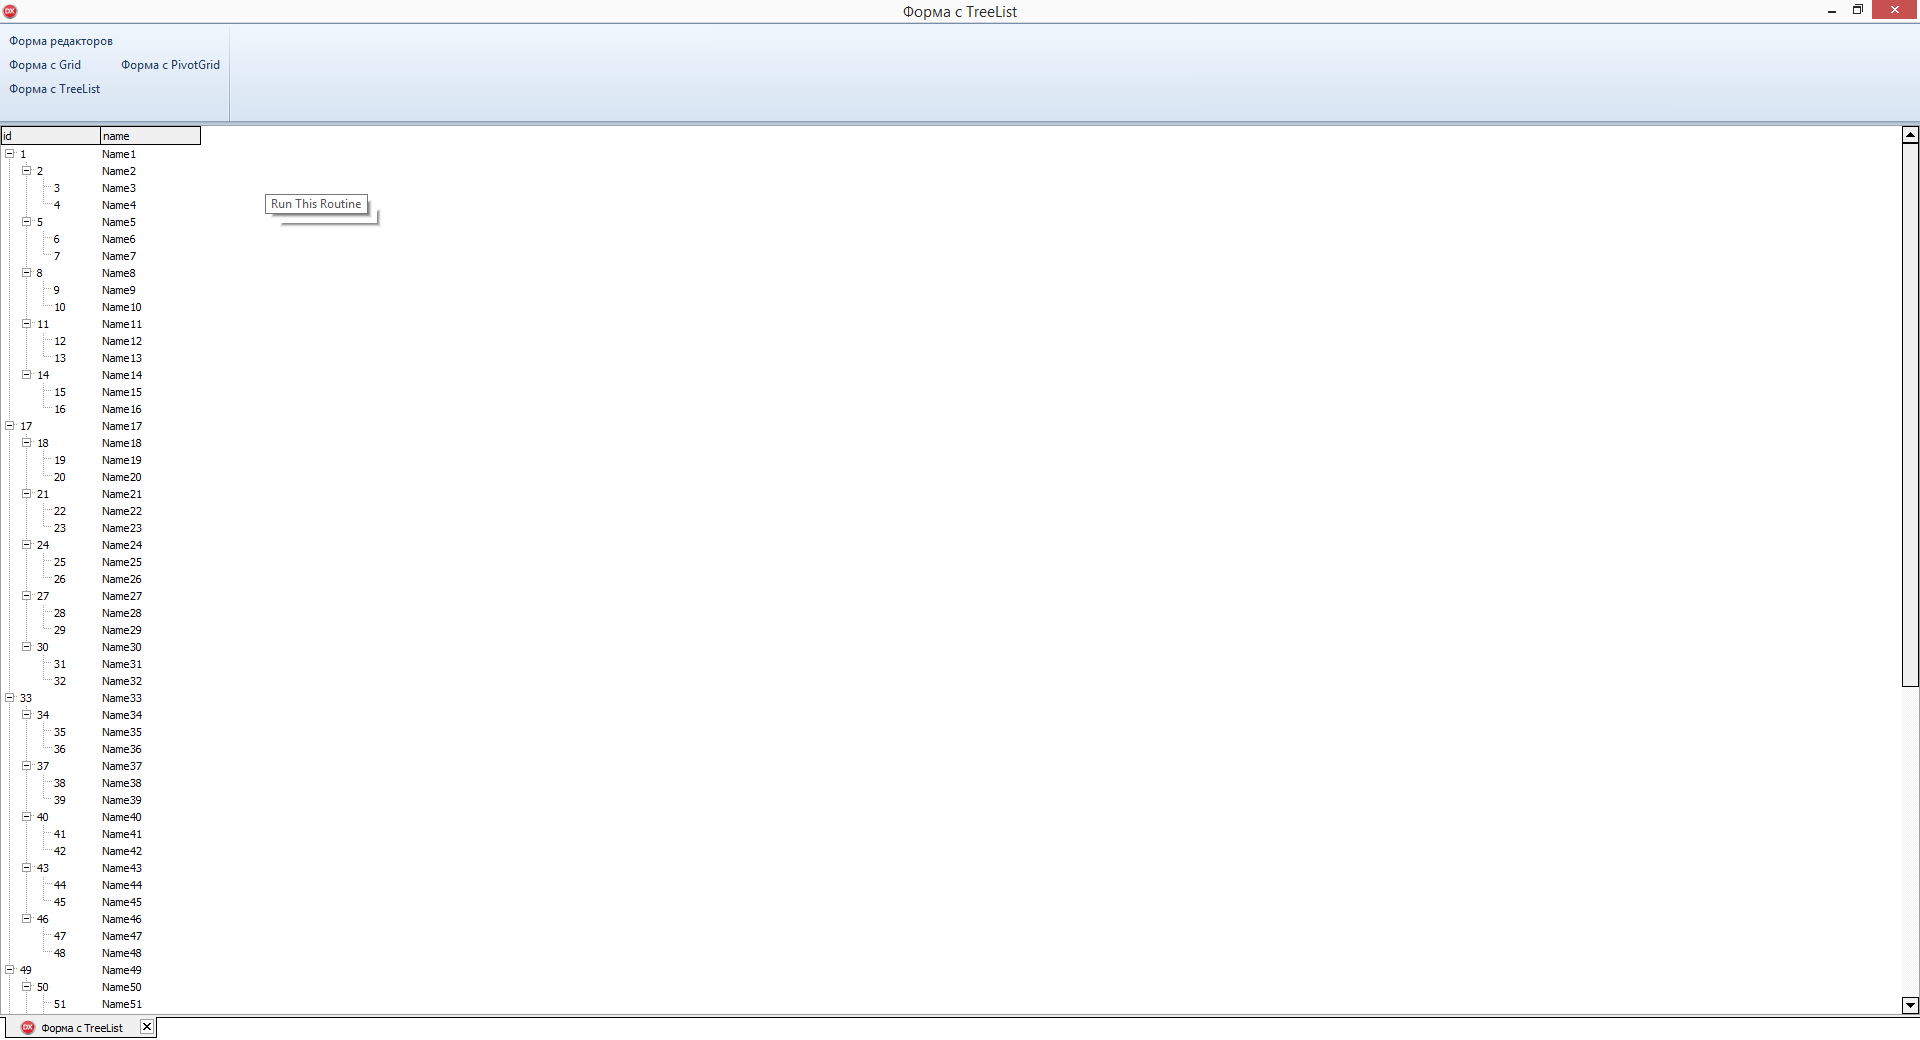 DX Форма с TreeList
Форма редакторов
Форма с Grid Форма с PivotGrid
Форма с TreeList
id name
1 Name1
2 Name2
3 Name3
4 Name4
Run This Routine
5 Name5
6 Name6
7 Name7
8 Name8
9 Name9
10 Name10
11 Name11
12 Name12
13 Name13
14 Name14
15 Name15
16 Name16
17 Name17
18 Name18
19 Name19
20 Name20
21 Name21
22 Name22
23 Name23
24 Name24
25 Name25
26 Name26
27 Name27
28 Name28
29 Name29
30 Name30
31 Name31
32 Name32
33 Name33
34 Name34
35 Name35
36 Name36
37 Name37
38 Name38
39 Name39
40 Name40
41 Name41
42 Name42
43 Name43
44 Name44
45 Name45
46 Name46
47 Name47
48 Name48
49 Name49
50 Name50
51 Name51
DX Форма с TreeList